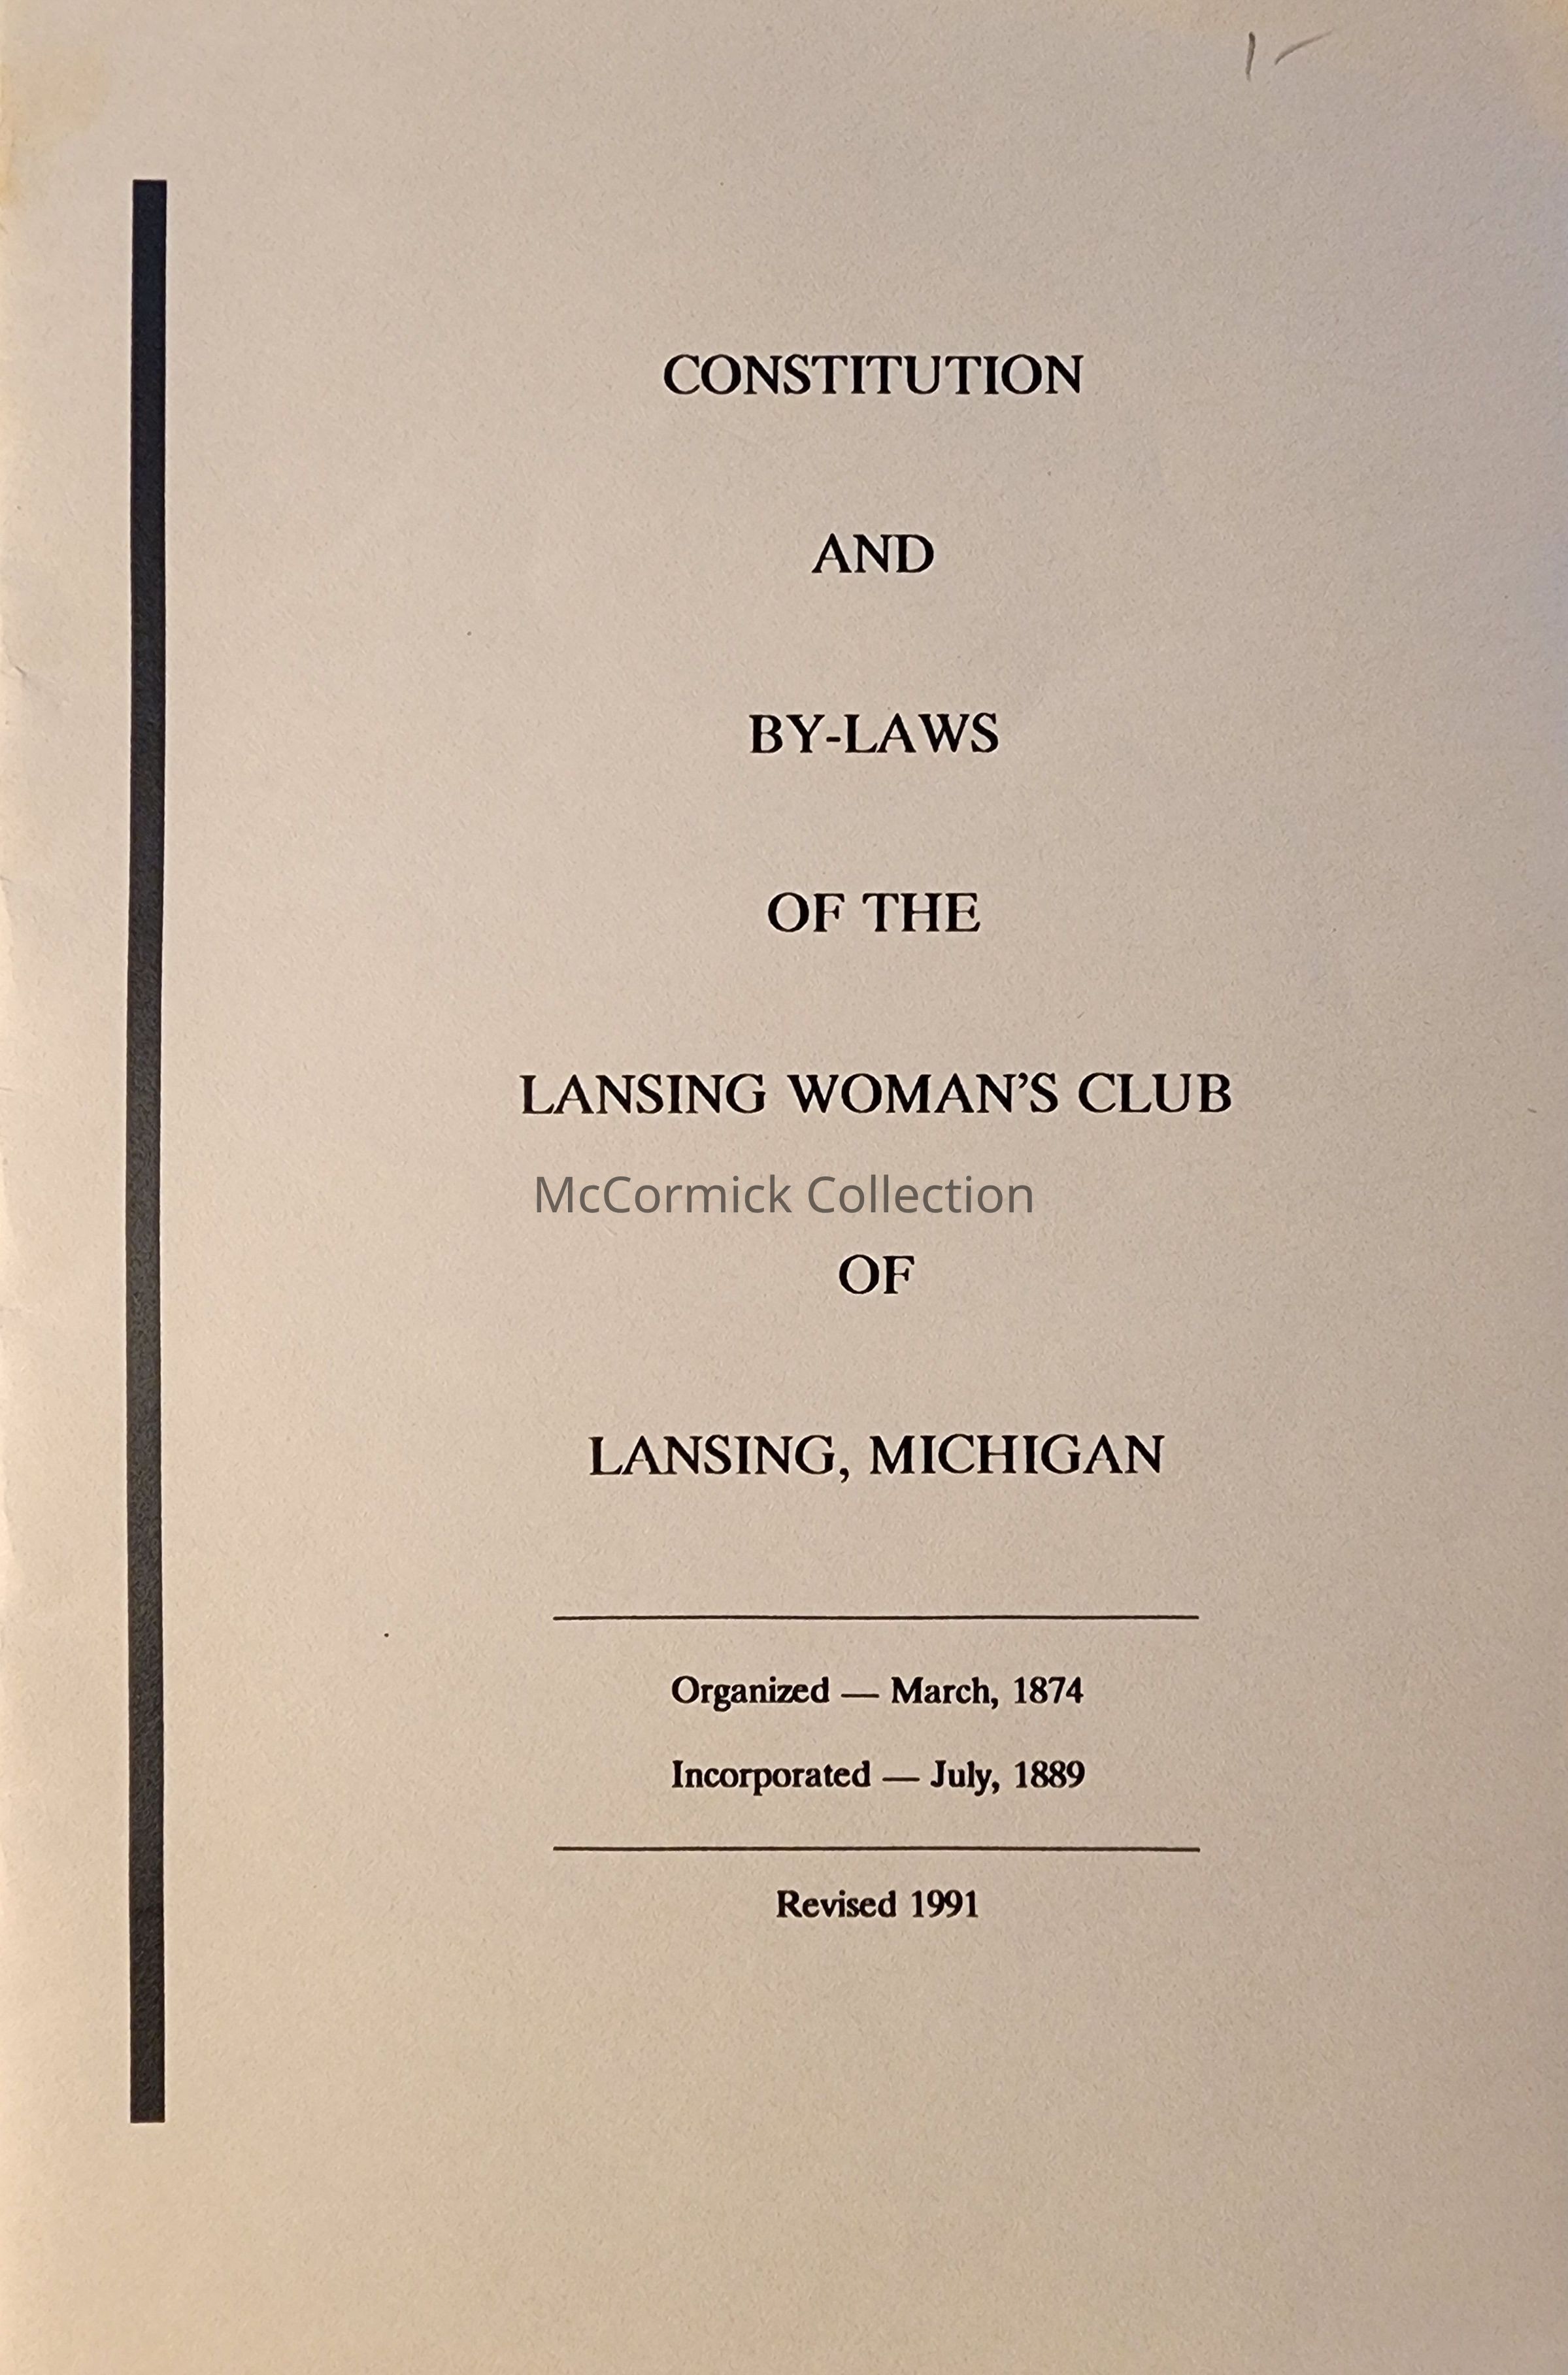 1-
CONSTITUTION
AND
BY-LAWS
OF THE
LANSING WOMAN'S CLUB
McCormick Collection
OF
LANSING, MICHIGAN
Organized — March, 1874
Incorporated — July, 1889
Revised 1991